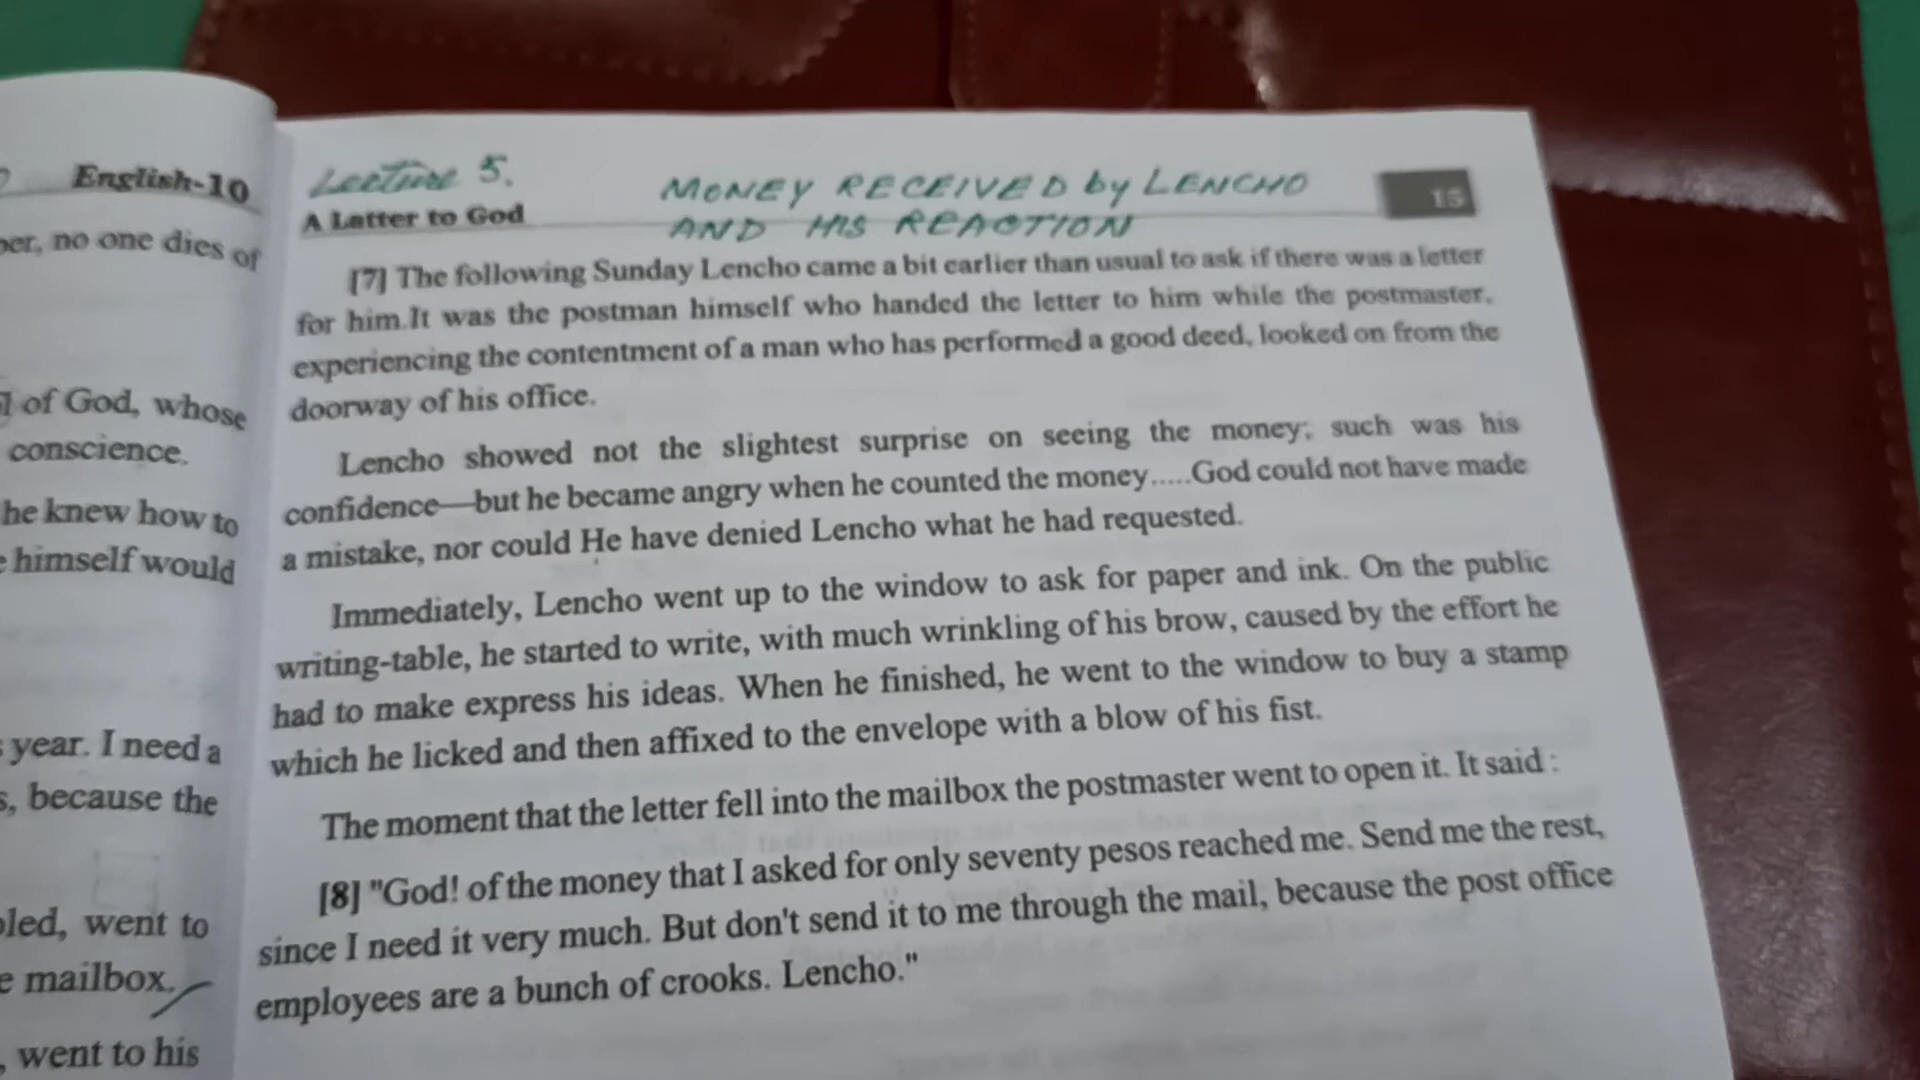 English-10
no one dies of
of God, whose
conscience.
he knew how to
himself would
year. I need a
because the
went to
mailbox.
, went to his
Lecture 5.
MONEY RECEIVED by LENCHO
AND HIS REACTION
A Latter to God
15
[7] The following Sunday Lencho came a bit earlier than usual to ask if there was a letter
for him.It was the postman himself who handed the letter to him while the postmaster,
experiencing the contentment of a man who has performed a good deed, looked on from the
doorway of his office.
Lencho showed not the slightest surprise on seeing the money; such was his
confidence—but he became angry when he counted the money.....God could not have made
a mistake, nor could He have denied Lencho what he had requested.
Immediately, Lencho went up to the window to ask for paper and ink. On the public
writing-table, he started to write, with much wrinkling of his brow, caused by the effort he
had to make express his ideas. When he finished, he went to the window to buy a stamp
which he licked and then affixed to the envelope with a blow of his fist.
The moment that the letter fell into the mailbox the postmaster went to open it. It said :
[8] "God! of the money that I asked for only seventy pesos reached me. Send me the rest,
since I need it very much. But don't send it to me through the mail, because the post office
employees are a bunch of crooks. Lencho."